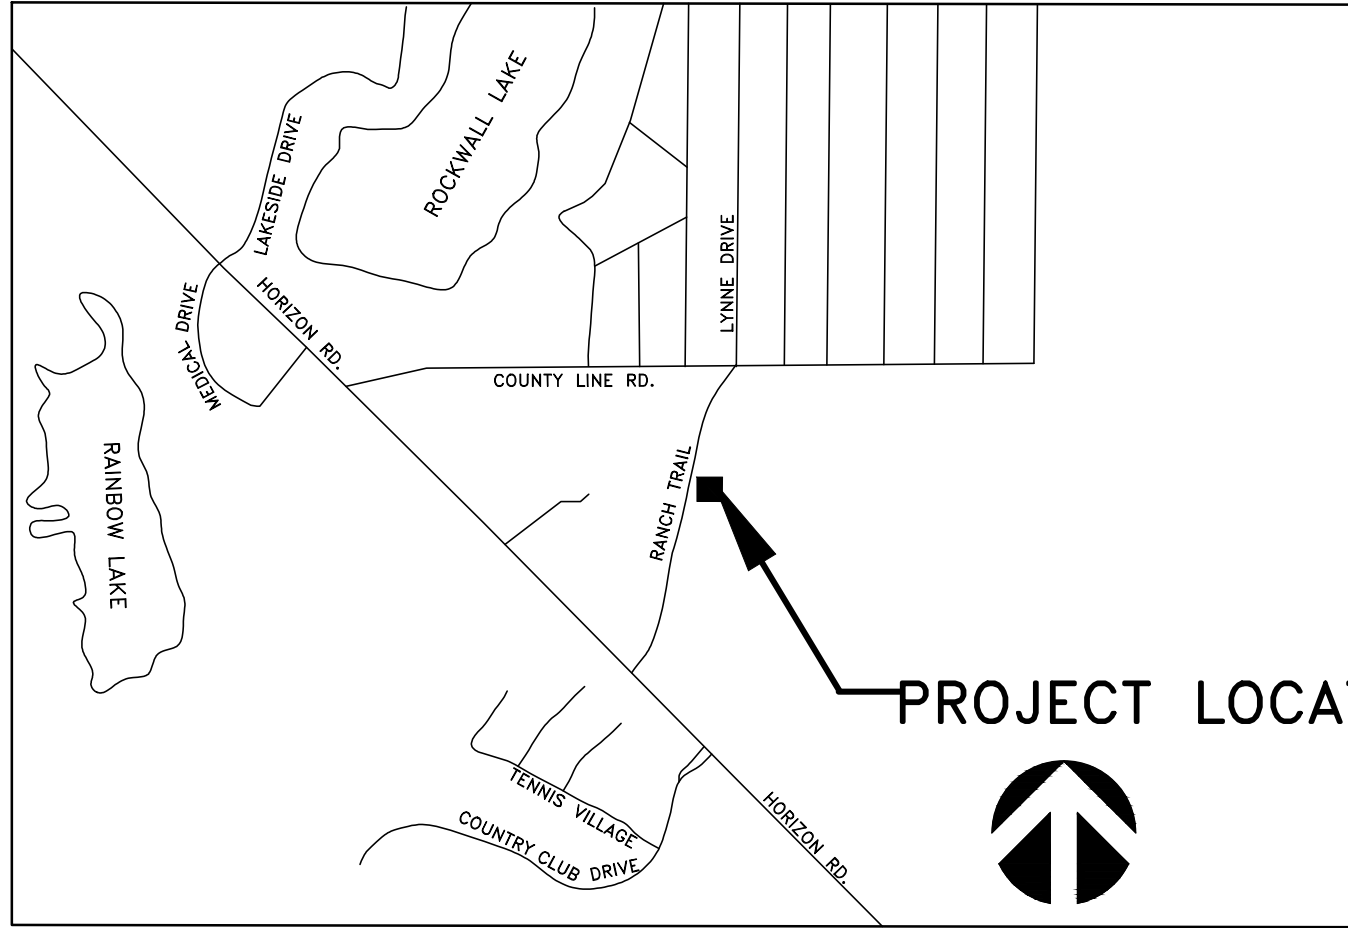 ROCKWALL LAKE
LAKESIDE DRIVE
LYNNE DRIVE
HORIZON RD.
MEDICAL DRIVE
COUNTY LINE RD.
RAINBOW LAKE
RANCH TRAIL
PROJECT LOCAT
TENNIS VILLAGE
COUNTRY CLUB DRIVE
HORIZON RD.